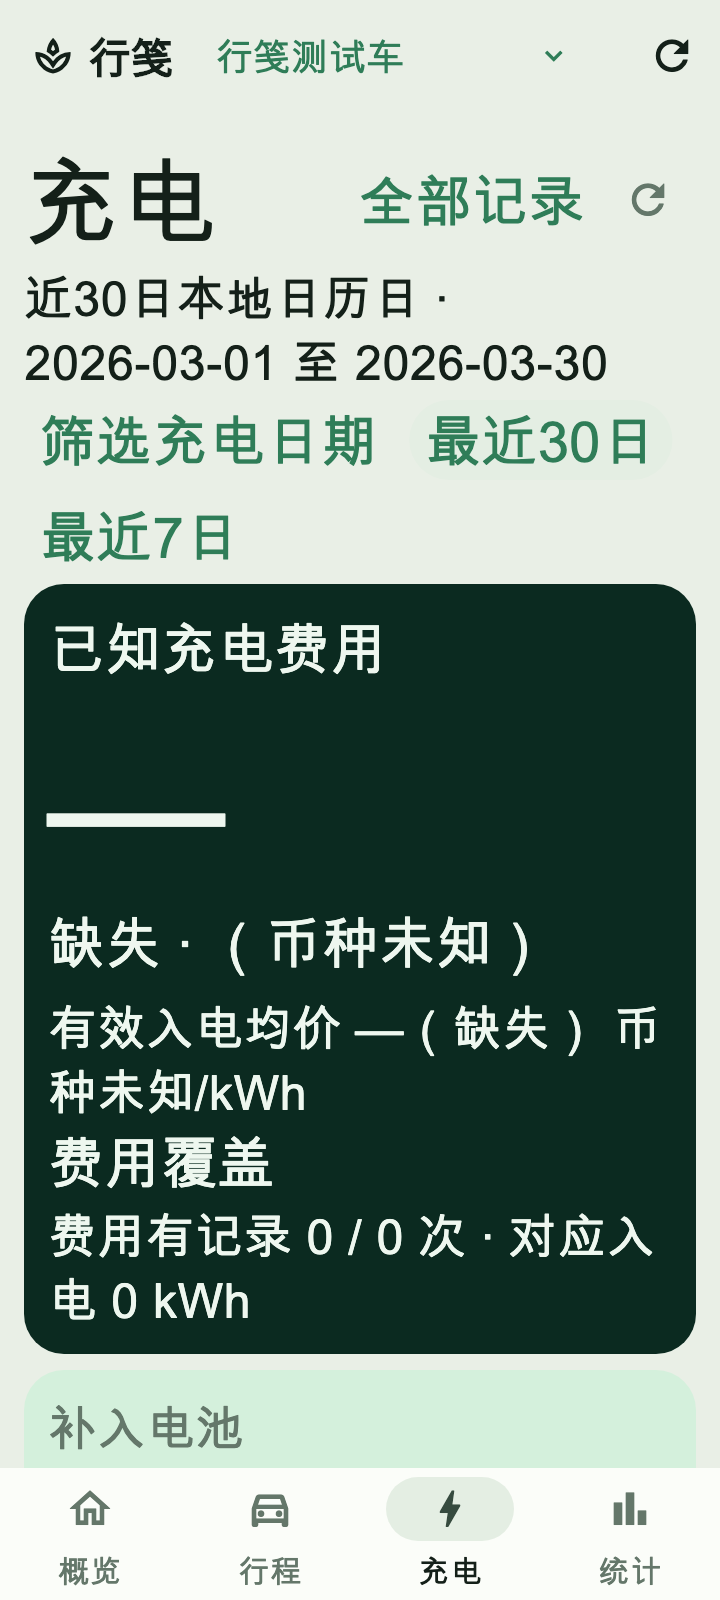 行笺 行笺测试车
充电 全部记录
近30日本地日历日 ·
2026-03-01 至 2026-03-30
筛选充电日期 最近30日
最近7日
已知充电费用
—
缺失 ·（币种未知）
有效入电均价 —（缺失）币
种未知/kWh
费用覆盖
费用有记录 0 / 0 次 · 对应入
电 0 kWh
补入电池
概览 行程 充电 统计